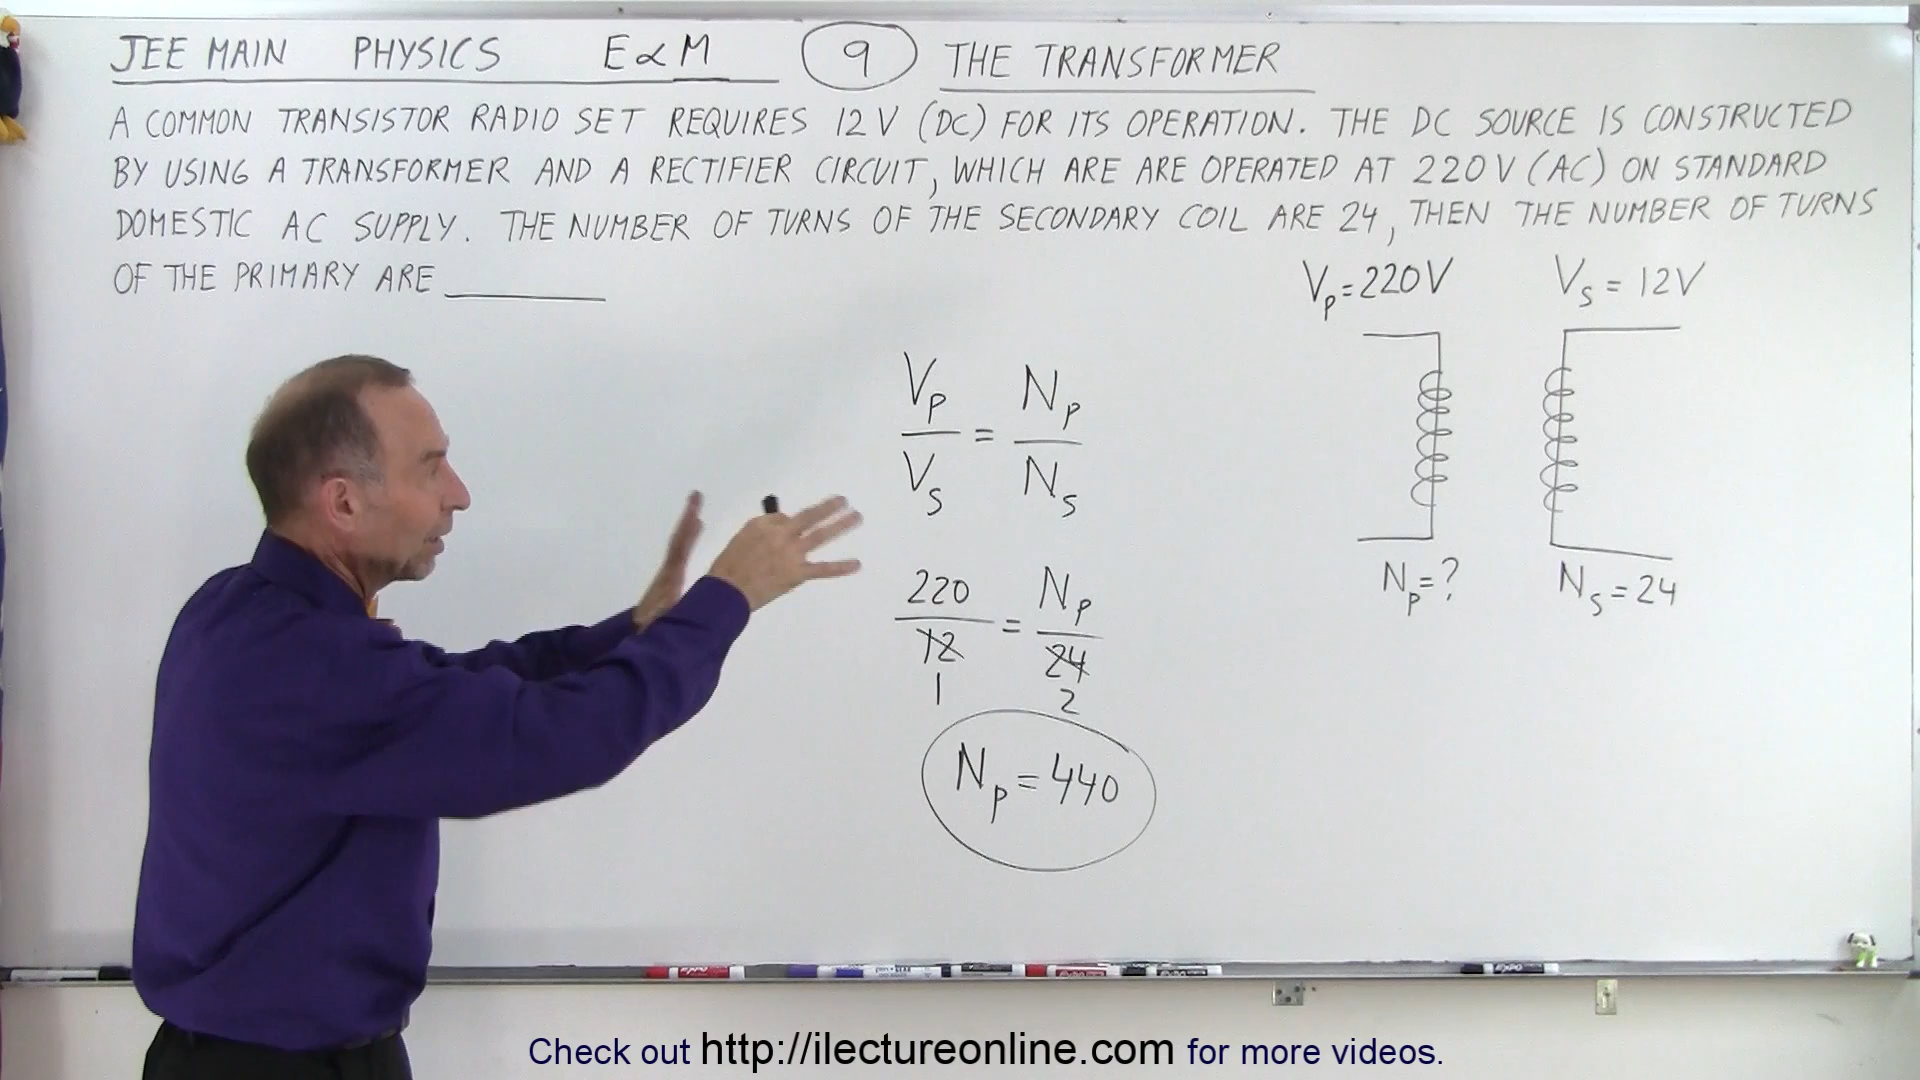 JEE MAIN PHYSICS E & M 9 THE TRANSFORMER
A COMMON TRANSISTOR RADIO SET REQUIRES 12 V (DC) FOR ITS OPERATION. THE DC SOURCE IS CONSTRUCTED
BY USING A TRANSFORMER AND A RECTIFIER CIRCUIT, WHICH ARE ARE OPERATED AT 220 V (AC) ON STANDARD
DOMESTIC AC SUPPLY. THE NUMBER OF TURNS OF THE SECONDARY COIL ARE 24, THEN THE NUMBER OF TURNS
OF THE PRIMARY ARE ________
Vp = 220V Vs = 12V
Vp/Vs = Np/Ns
Np = ? Ns = 24
220/12 = Np/24
1 2
Np = 440
Check out http://ilectureonline.com for more videos.